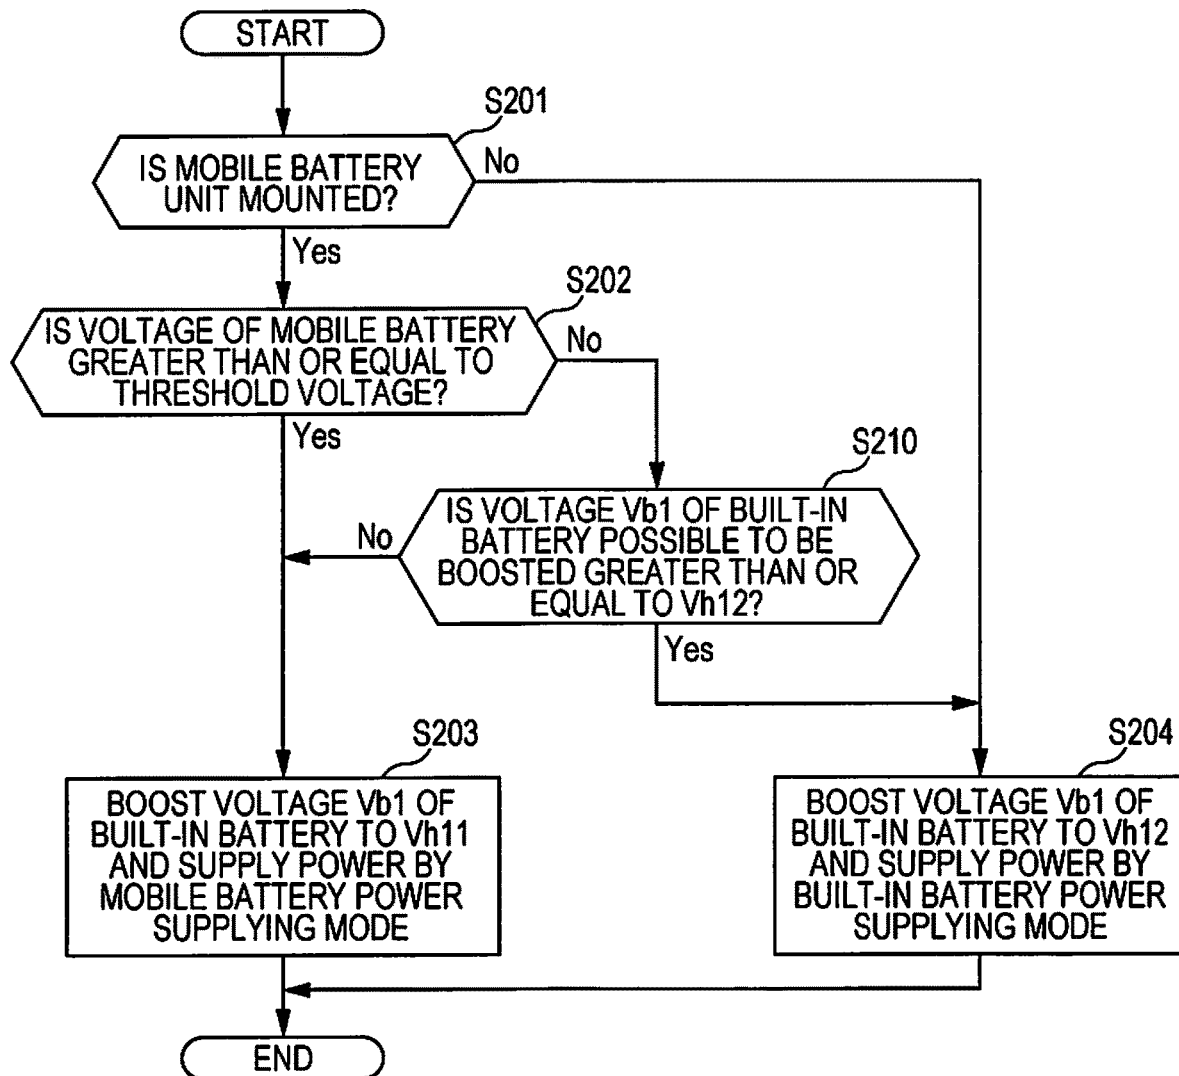 START
S201
IS MOBILE BATTERY
UNIT MOUNTED?
No
Yes
S202
IS VOLTAGE OF MOBILE BATTERY
GREATER THAN OR EQUAL TO
THRESHOLD VOLTAGE?
No
Yes
S210
IS VOLTAGE Vb1 OF BUILT-IN
BATTERY POSSIBLE TO BE
BOOSTED GREATER THAN OR
EQUAL TO Vh12?
No
Yes
S203
BOOST VOLTAGE Vb1 OF
BUILT-IN BATTERY TO Vh11
AND SUPPLY POWER BY
MOBILE BATTERY POWER
SUPPLYING MODE
S204
BOOST VOLTAGE Vb1 OF
BUILT-IN BATTERY TO Vh12
AND SUPPLY POWER BY
BUILT-IN BATTERY POWER
SUPPLYING MODE
END